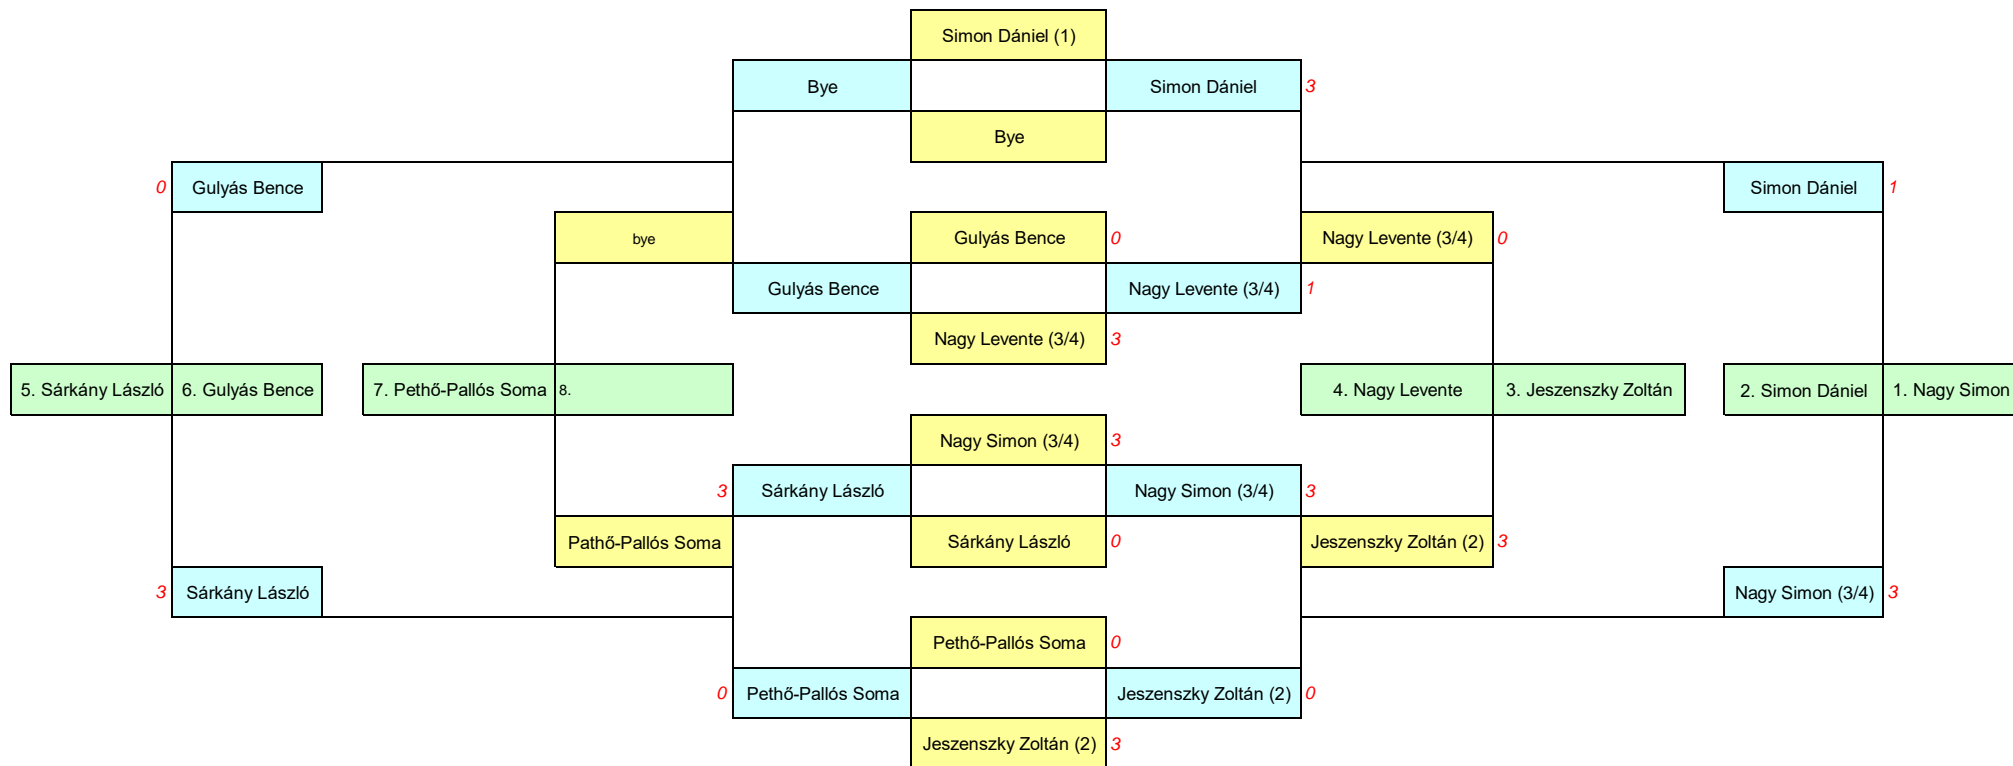 Simon Dániel (1)
Bye Simon Dániel 3
Bye
0 Gulyás Bence Simon Dániel 1
bye Gulyás Bence 0 Nagy Levente (3/4) 0
Gulyás Bence Nagy Levente (3/4) 1
Nagy Levente (3/4) 3
5. Sárkány László 6. Gulyás Bence 7. Pethő-Pallós Soma 8. 4. Nagy Levente 3. Jeszenszky Zoltán 2. Simon Dániel 1. Nagy Simon
Nagy Simon (3/4) 3
3 Sárkány László Nagy Simon (3/4) 3
Pathő-Pallós Soma Sárkány László 0 Jeszenszky Zoltán (2) 3
3 Sárkány László Nagy Simon (3/4) 3
Pethő-Pallós Soma 0
0 Pethő-Pallós Soma Jeszenszky Zoltán (2) 0
Jeszenszky Zoltán (2) 3